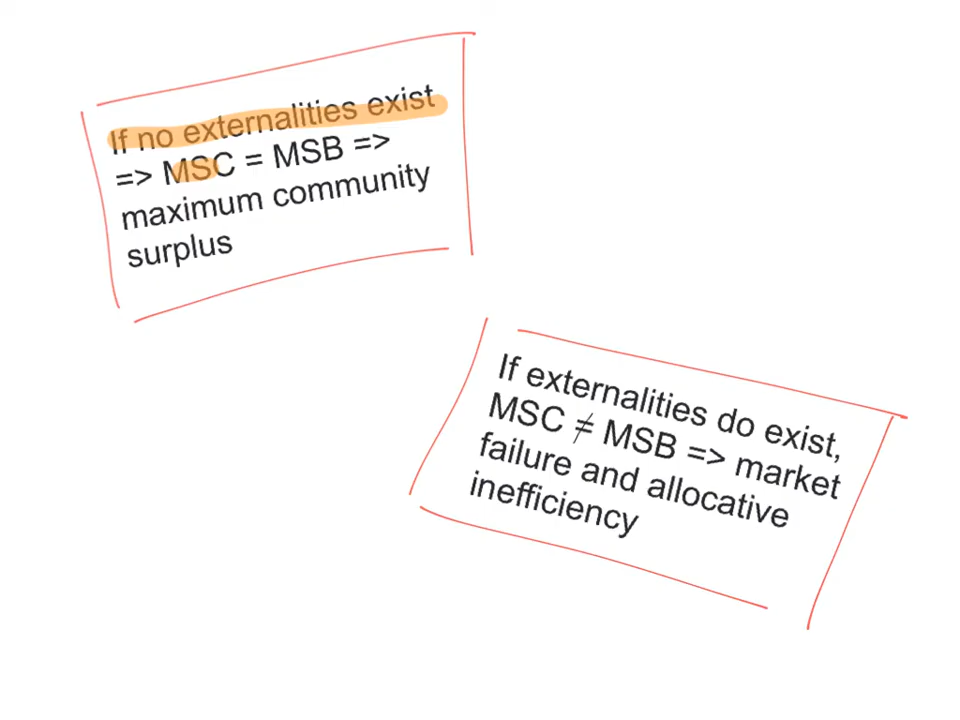 If no externalities exist
=> MSC = MSB =>
maximum community
surplus
If externalities do exist,
MSC ≠ MSB => market
failure and allocative
inefficiency